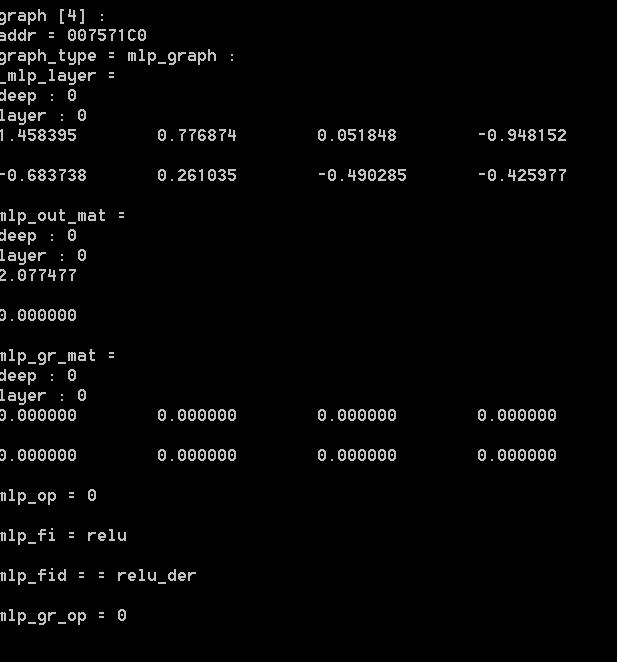 graph [4] :
addr = 007571C0
graph_type = mlp_graph :
_mlp_layer =
deep : 0
layer : 0
1.458395 0.776874 0.051848 -0.948152
-0.683738 0.261035 -0.490285 -0.425977
mlp_out_mat =
deep : 0
layer : 0
2.077477
0.000000
mlp_gr_mat =
deep : 0
layer : 0
0.000000 0.000000 0.000000 0.000000
0.000000 0.000000 0.000000 0.000000
mlp_op = 0
mlp_fi = relu
mlp_fid = = relu_der
mlp_gr_op = 0